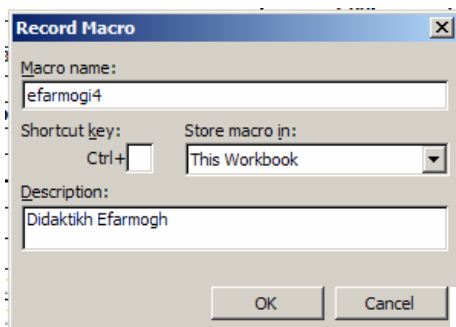 Record Macro
Macro name:
efarmogi4
Shortcut key: Store macro in:
Ctrl+ This Workbook
Description:
Didaktikh Efarmogh
OK Cancel